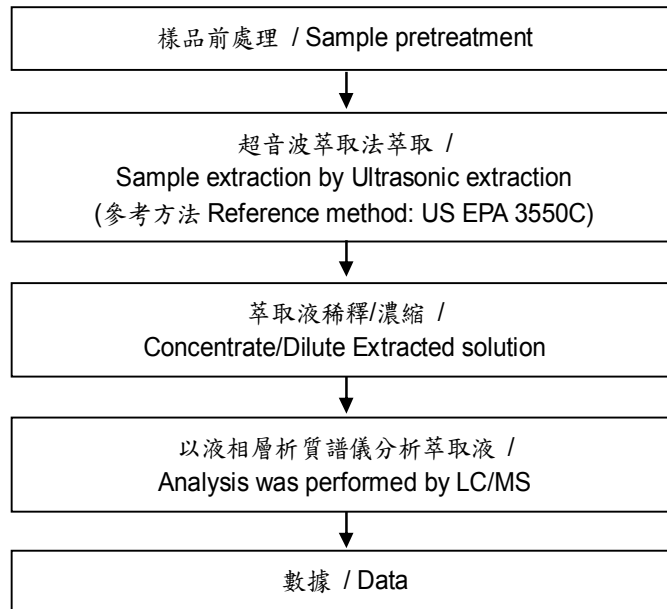 樣品前處理 / Sample pretreatment
超音波萃取法萃取 /
Sample extraction by Ultrasonic extraction
(參考方法 Reference method: US EPA 3550C)
萃取液稀釋/濃縮 /
Concentrate/Dilute Extracted solution
以液相層析質譜儀分析萃取液 /
Analysis was performed by LC/MS
數據 / Data